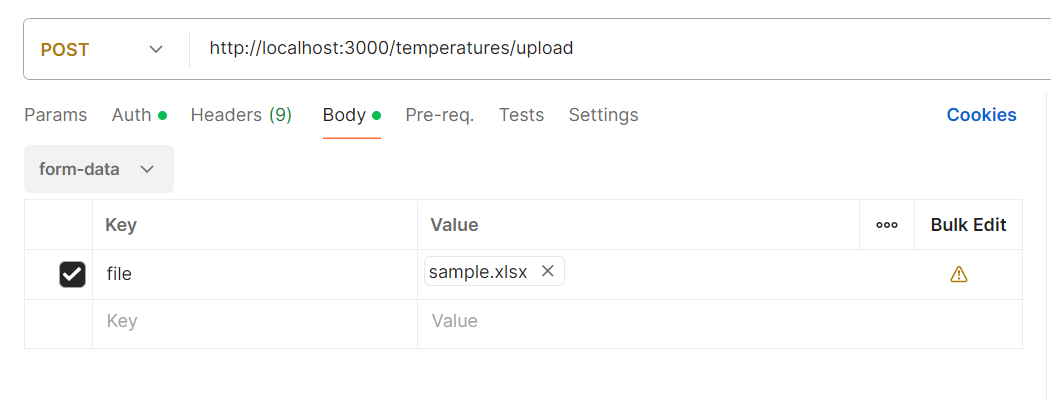 POST http://localhost:3000/temperatures/upload
Params Auth Headers (9) Body Pre-req. Tests Settings Cookies
form-data
Key Value Bulk Edit
file sample.xlsx
Key Value